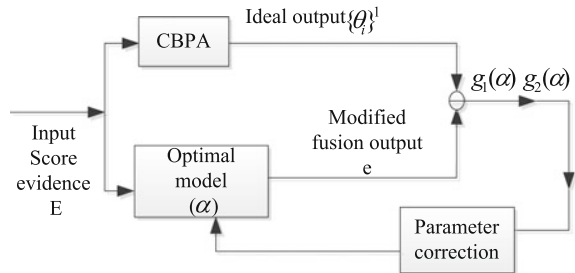 Ideal output{θi}¹
CBPA
g₁(α) g₂(α)
Input
Score
evidence
E
Modified
fusion output
e
Optimal
model
(α)
Parameter
correction